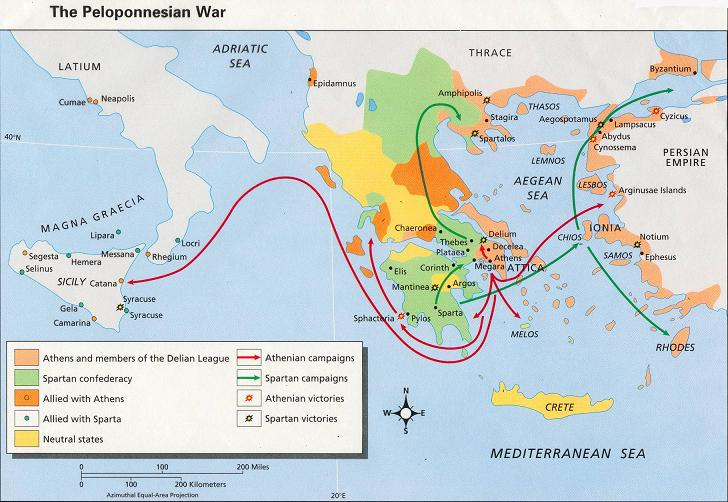 The Peloponnesian War
ADRIATIC
SEA
THRACE
LATIUM
Byzantium
Epidamnus
Cumae
Neapolis
Amphipolis
THASOS
Stagira
Aegospotamus
Lampsacus
Cyzicus
40°N
Spartalos
Abydus
Cynossema
LEMNOS
PERSIAN
EMPIRE
AEGEAN
SEA
LESBOS
Arginusae Islands
MAGNA GRAECIA
Lipara
Locri
Chaeronea
Delium
IONIA
Notium
CHIOS
Thebes
Decelea
Segesta
Messana
Rhegium
Plataea
Athens
SAMOS
Ephesus
Selinus
Hemera
Elis
Corinth
Megara
ATTICA
SICILY
Catana
Mantinea
Argos
Syracuse
Gela
Syracuse
Sparta
Camarina
Sphacteria
Pylos
MELOS
RHODES
Athens and members of the Delian League
Athenian campaigns
Spartan confederacy
Spartan campaigns
Allied with Athens
Athenian victories
Allied with Sparta
Spartan victories
Neutral states
N
W
E
S
CRETE
MEDITERRANEAN SEA
0
100
200 Miles
0
100
200 Kilometers
Azimuthal Equal-Area Projection
20°E